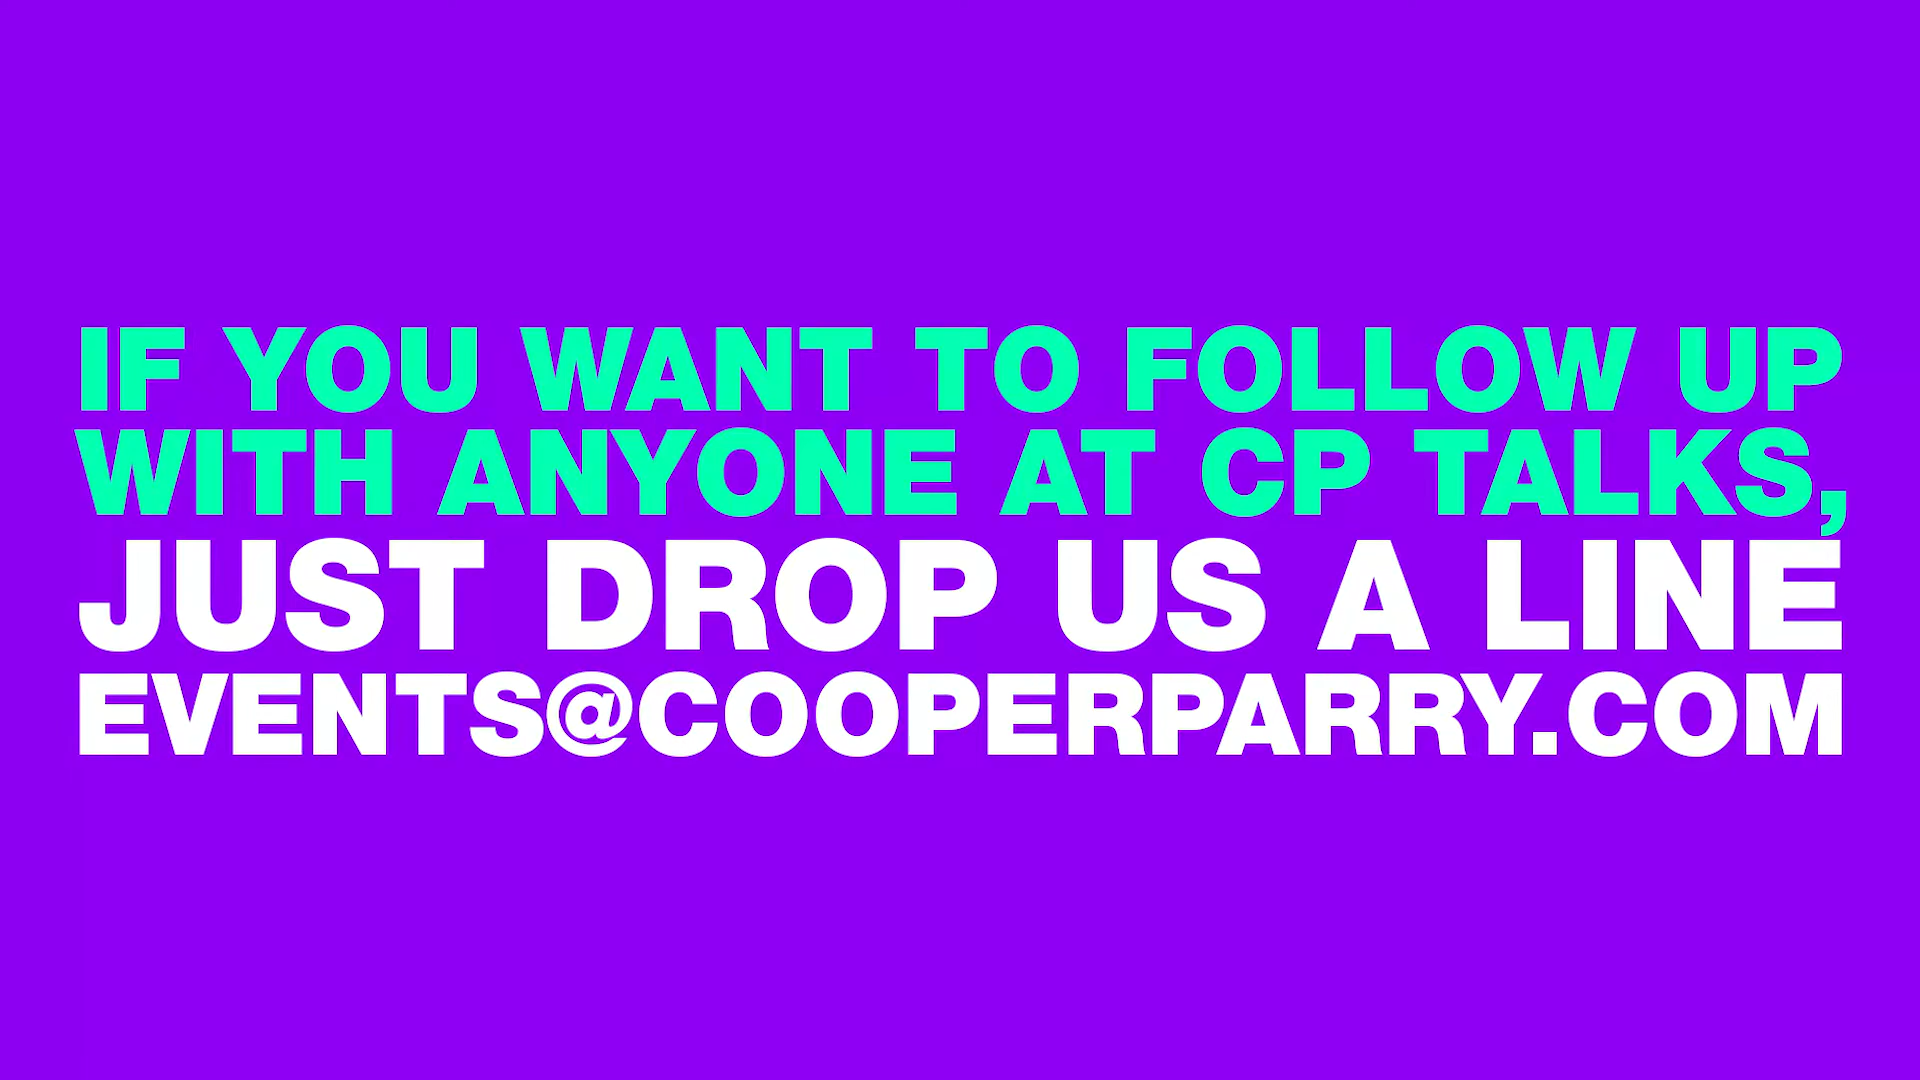 IF YOU WANT TO FOLLOW UP
WITH ANYONE AT CP TALKS,
JUST DROP US A LINE
EVENTS@COOPERPARRY.COM